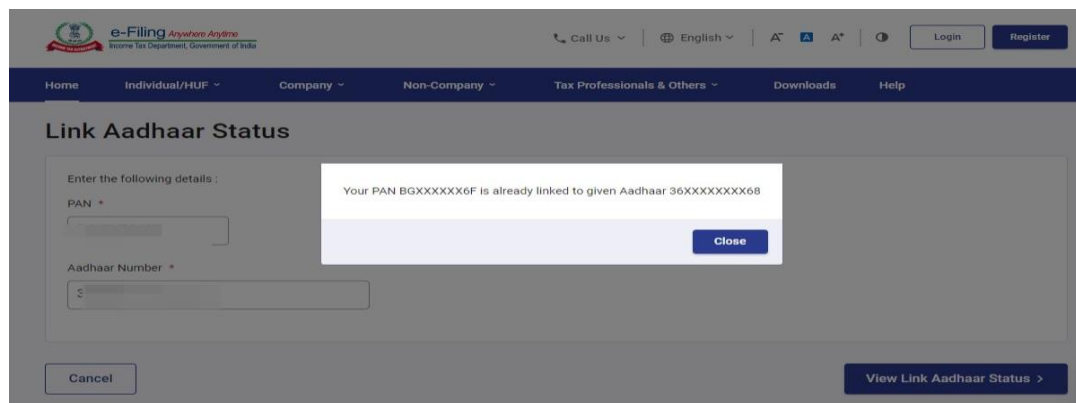 e-Filing Anywhere Anytime
Income Tax Department, Government of India
Call Us
English
A-
A
A+
Login
Register
Home
Individual/HUF
Company
Non-Company
Tax Professionals & Others
Downloads
Help
Link Aadhaar Status
Enter the following details :
PAN *
Your PAN BGXXXXXX6F is already linked to given Aadhaar 36XXXXXXXX68
Close
Aadhaar Number *
Cancel
View Link Aadhaar Status >